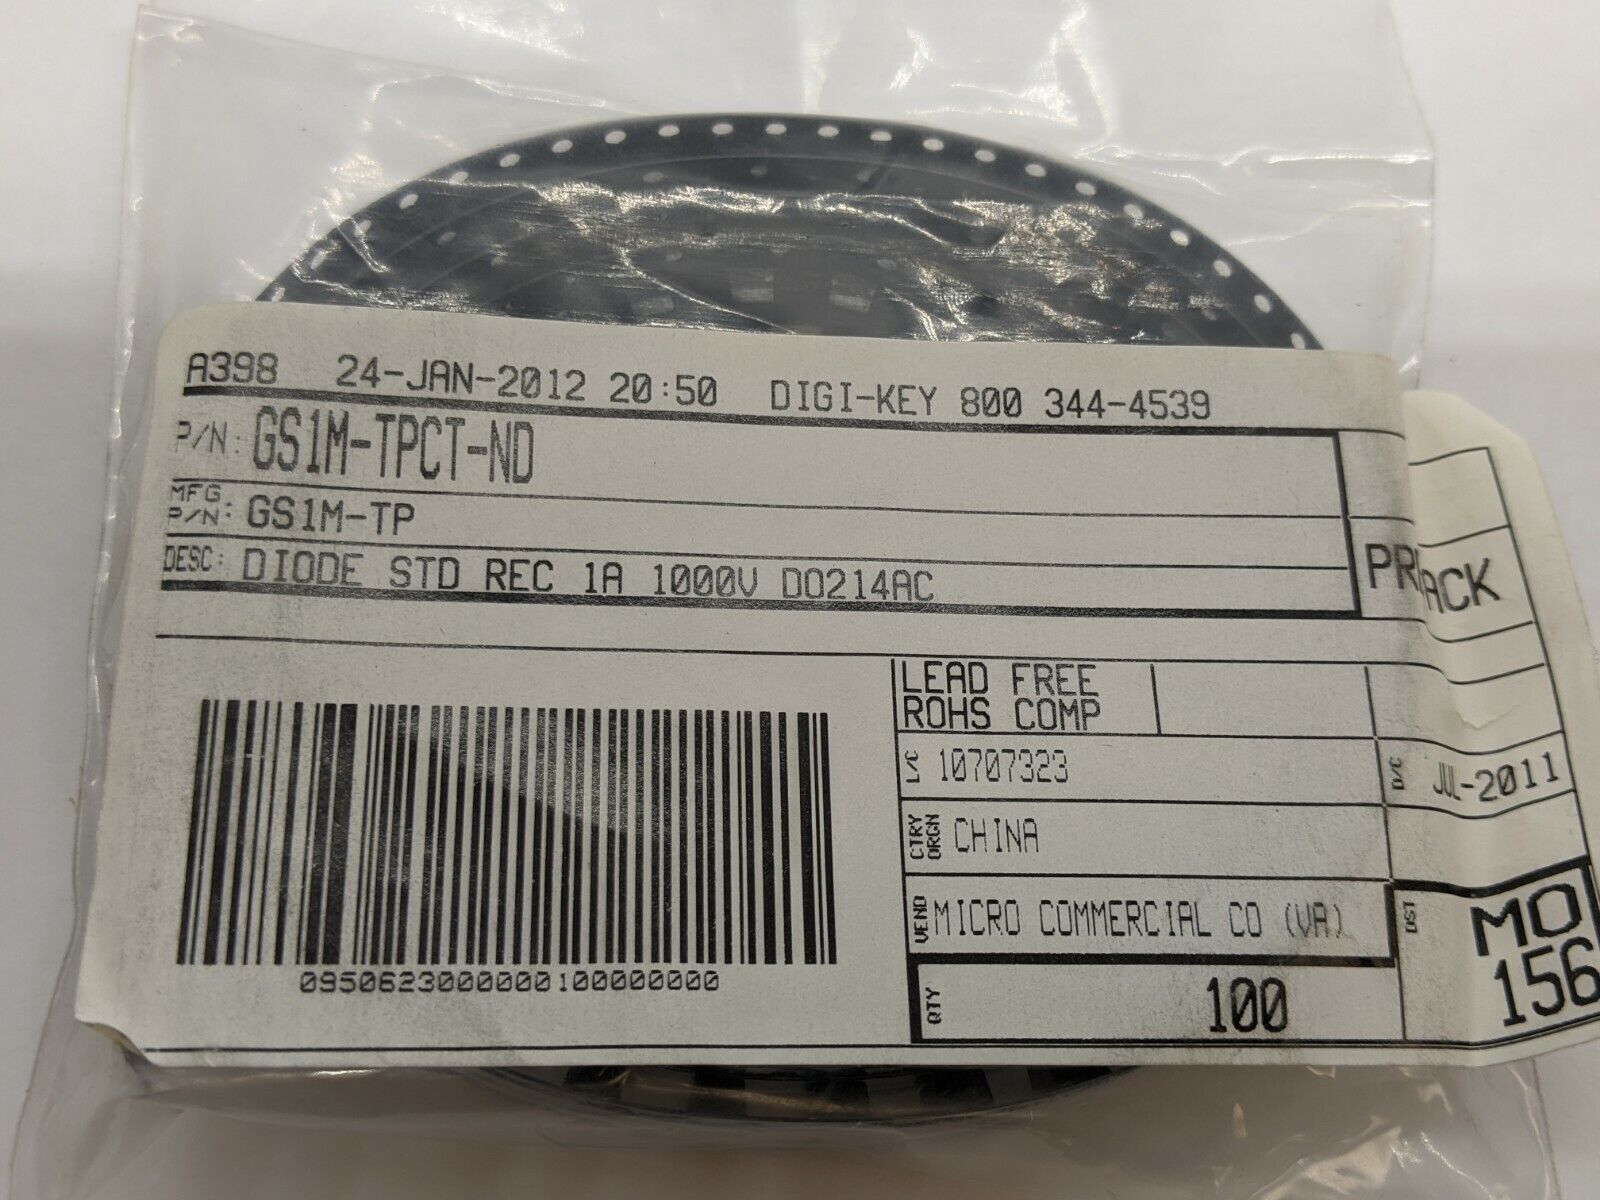 A398 24-JAN-2012 20:50 DIGI-KEY 800 344-4539
P/N: GS1M-TPCT-ND
MFG P/N: GS1M-TP
DESC: DIODE STD REC 1A 1000V DO214AC
ACK
LEAD FREE
ROHS COMP
L/C 10707323
D/C JUL-2011
CTRY ORGN CHINA
VEND MICRO COMMERCIAL CO (VA)
DST MO
156
QTY 100
0950623000000100000000